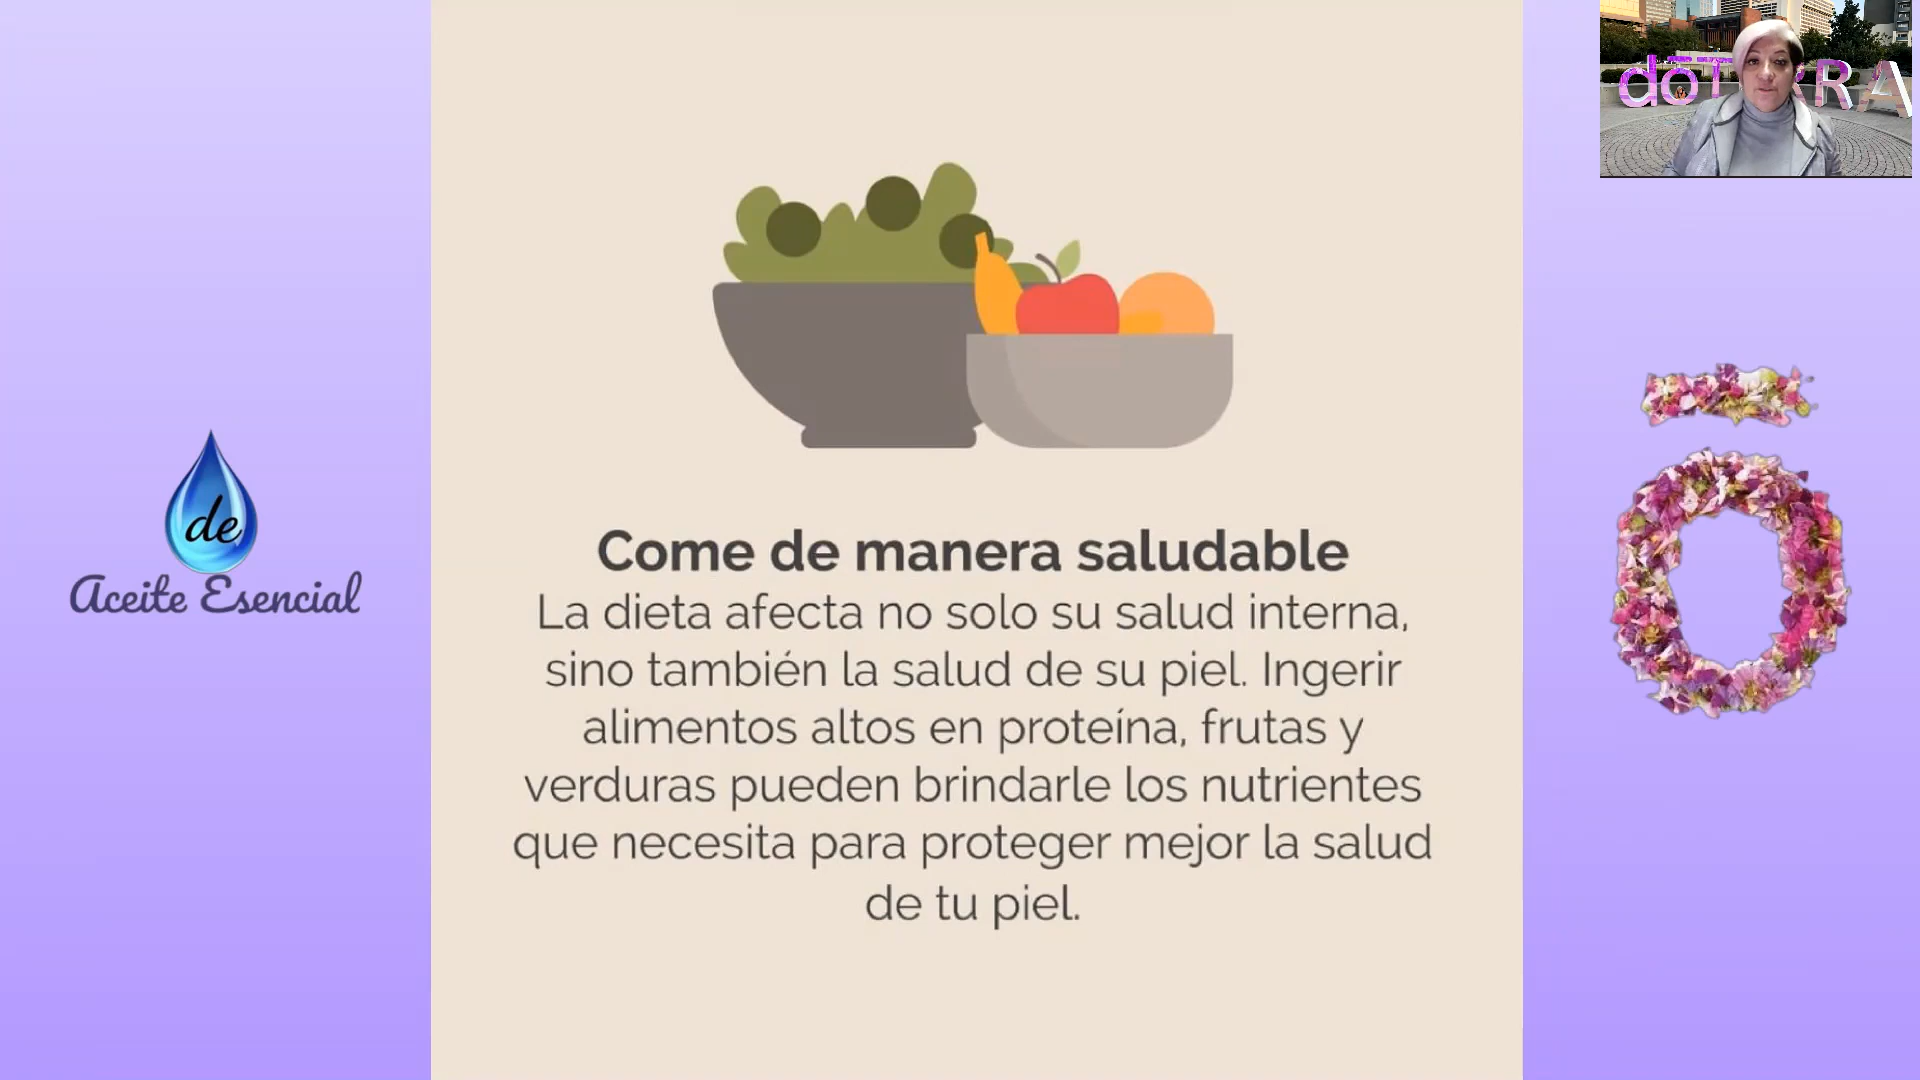 dōTERRA
de
Aceite Esencial
Come de manera saludable
La dieta afecta no solo su salud interna,
sino también la salud de su piel. Ingerir
alimentos altos en proteína, frutas y
verduras pueden brindarle los nutrientes
que necesita para proteger mejor la salud
de tu piel.
Ō